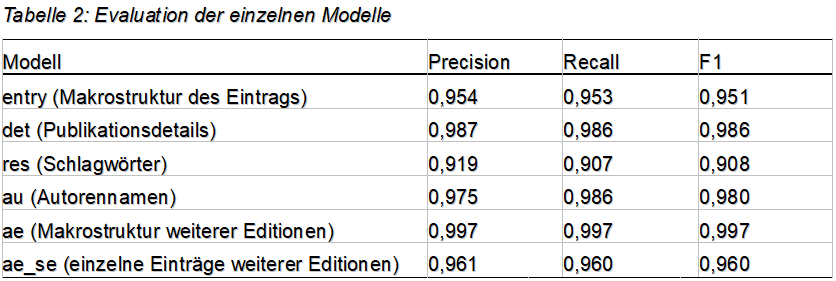 Tabelle 2: Evaluation der einzelnen Modelle
Modell Precision Recall F1
entry (Makrostruktur des Eintrags) 0,954 0,953 0,951
det (Publikationsdetails) 0,987 0,986 0,986
res (Schlagwörter) 0,919 0,907 0,908
au (Autorennamen) 0,975 0,986 0,980
ae (Makrostruktur weiterer Editionen) 0,997 0,997 0,997
ae_se (einzelne Einträge weiterer Editionen) 0,961 0,960 0,960